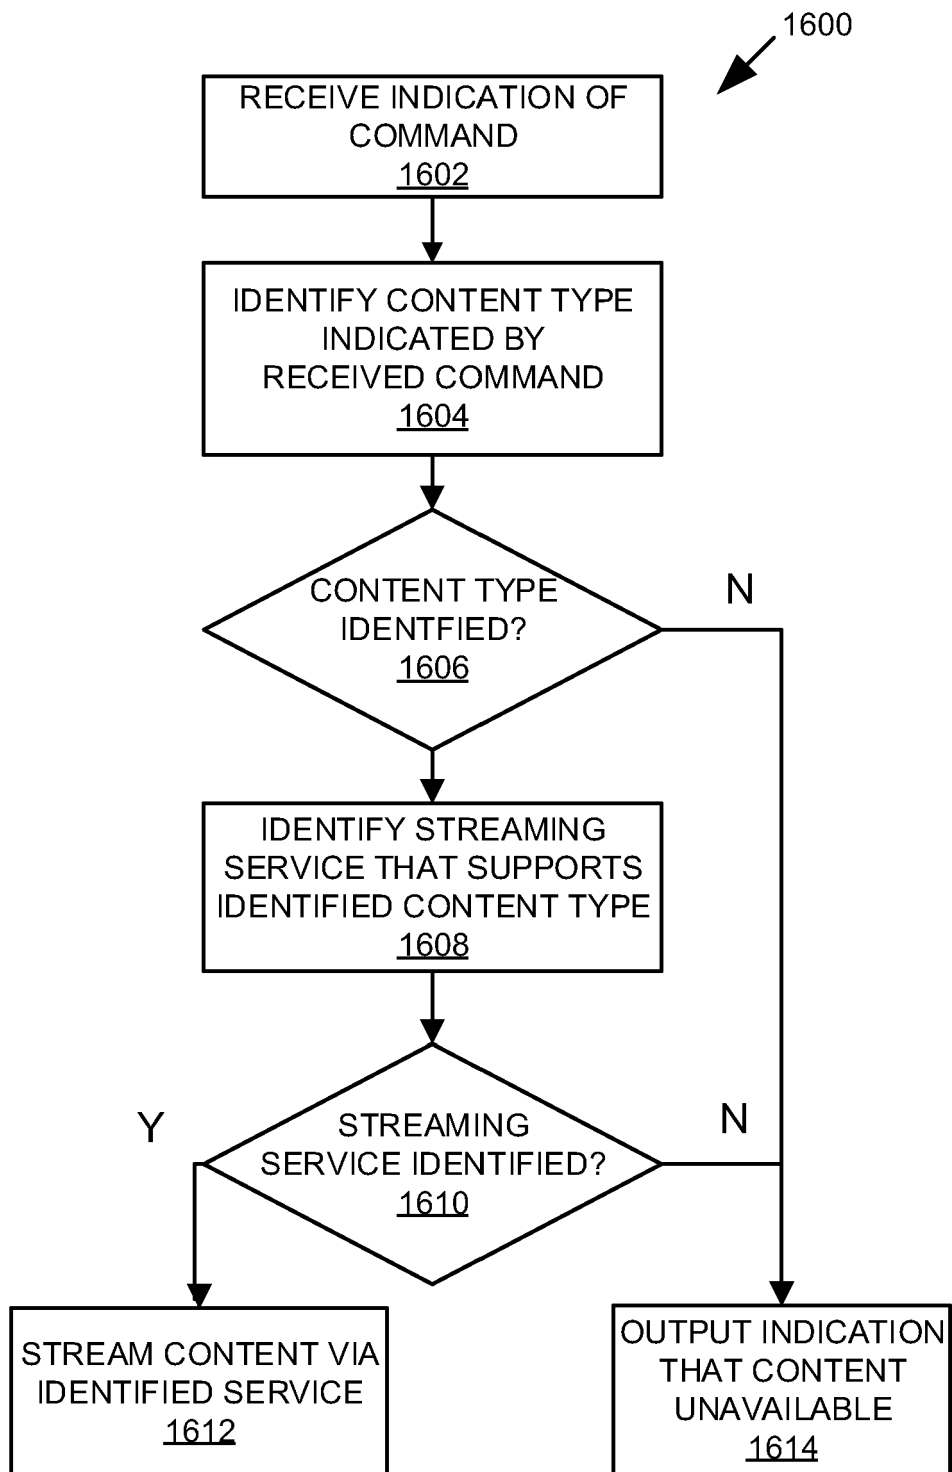 1600
RECEIVE INDICATION OF
COMMAND
1602
IDENTIFY CONTENT TYPE
INDICATED BY
RECEIVED COMMAND
1604
CONTENT TYPE
IDENTFIED?
1606
N
IDENTIFY STREAMING
SERVICE THAT SUPPORTS
IDENTIFIED CONTENT TYPE
1608
STREAMING
SERVICE IDENTIFIED?
1610
Y
N
STREAM CONTENT VIA
IDENTIFIED SERVICE
1612
OUTPUT INDICATION
THAT CONTENT
UNAVAILABLE
1614